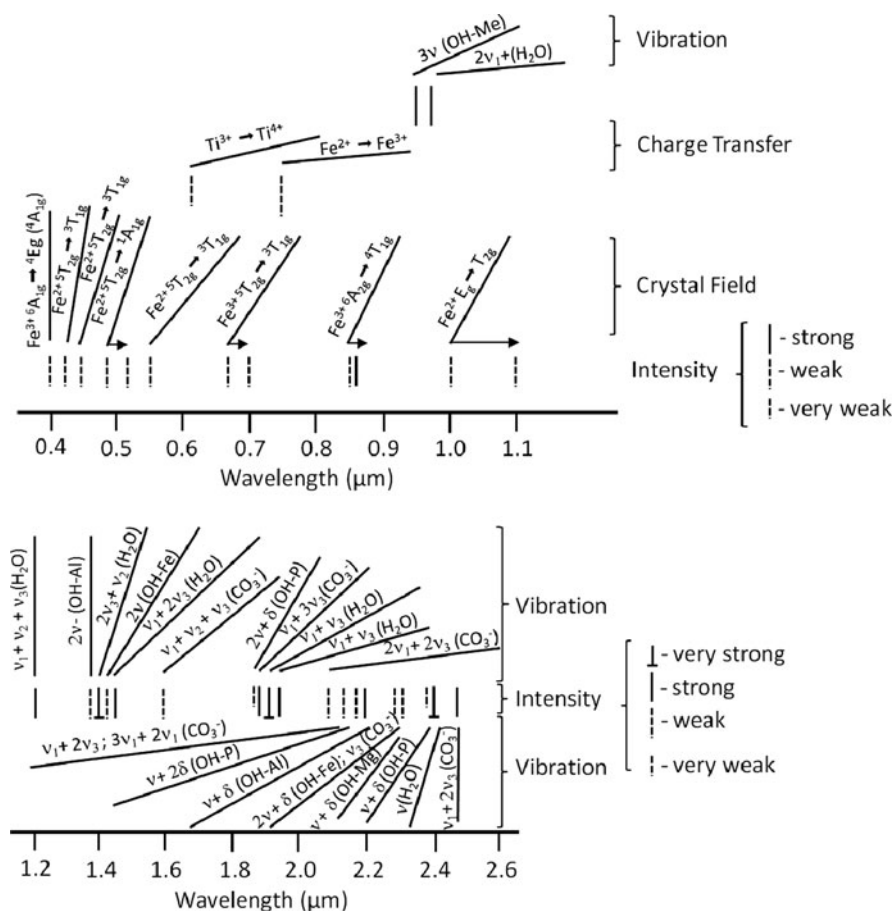 3ν (OH-Me)
2ν₁+(H₂O)
Vibration
Ti³⁺ → Ti⁴⁺
Fe²⁺ → Fe³⁺
Charge Transfer
Fe³⁺ ⁶A₁g → ⁴Eg (⁴A₁g)
Fe²⁺ ⁵T₂g → ³T₁g
Fe²⁺ ⁵T₂g → ³T₁g
Fe²⁺ ⁵T₂g → ¹A₁g
Fe²⁺ ⁵T₂g → ³T₁g
Fe³⁺ ⁵T₂g → ³T₁g
Fe³⁺ ⁶A₂g → ⁴T₁g
Fe²⁺ Eg → T₂g
Crystal Field
Intensity
- strong
- weak
- very weak
0.4 0.5 0.6 0.7 0.8 0.9 1.0 1.1
Wavelength (µm)
ν₁ + ν₂ + ν₃(H₂O)
2ν- (OH-Al)
2ν₃+ ν₂ (H₂O)
2ν (OH-Fe)
ν₁ + 2ν₃ (H₂O)
ν₁ + ν₂ + ν₃ (CO₃⁻)
2ν+ δ (OH-P)
ν₁ + 3ν₃(CO₃⁻)
ν₁ + ν₃ (H₂O)
ν₁ + ν₃ (H₂O)
2ν₁ + 2ν₃ (CO₃⁻)
Vibration
Intensity
- very strong
- strong
- weak
- very weak
ν₁ + 2ν₃ ; 3ν₁ + 2ν₁ (CO₃⁻)
ν + 2δ (OH-P)
ν + δ (OH-Al)
2ν + δ (OH-Fe); ν₃(CO₃⁻)
ν + δ (OH-Mg)
ν + δ (OH-P)
ν(H₂O)
ν₁ + 2ν₃ (CO₃⁻)
Vibration
1.2 1.4 1.6 1.8 2.0 2.2 2.4 2.6
Wavelength (µm)